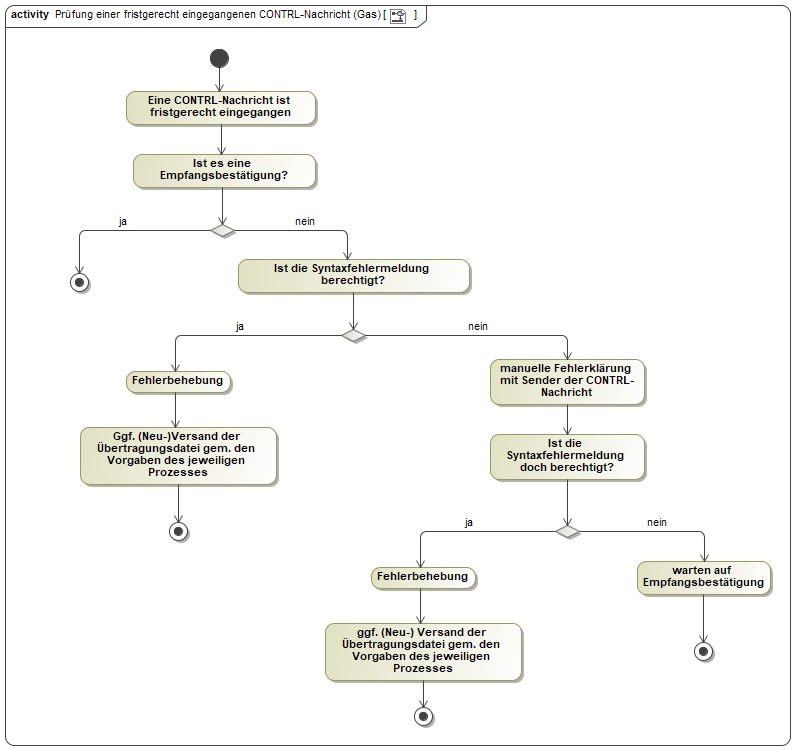 activity Prüfung einer fristgerecht eingegangenen CONTRL-Nachricht (Gas) [ ]
Eine CONTRL-Nachricht ist
fristgerecht eingegangen
Ist es eine
Empfangsbestätigung?
ja
nein
Ist die Syntaxfehlermeldung
berechtigt?
ja
nein
Fehlerbehebung
manuelle Fehlerklärung
mit Sender der CONTRL-
Nachricht
Ggf. (Neu-)Versand der
Übertragungsdatei gem. den
Vorgaben des jeweiligen
Prozesses
Ist die
Syntaxfehlermeldung
doch berechtigt?
ja
nein
Fehlerbehebung
warten auf
Empfangsbestätigung
ggf. (Neu-) Versand der
Übertragungsdatei gem. den
Vorgaben des jeweiligen
Prozesses